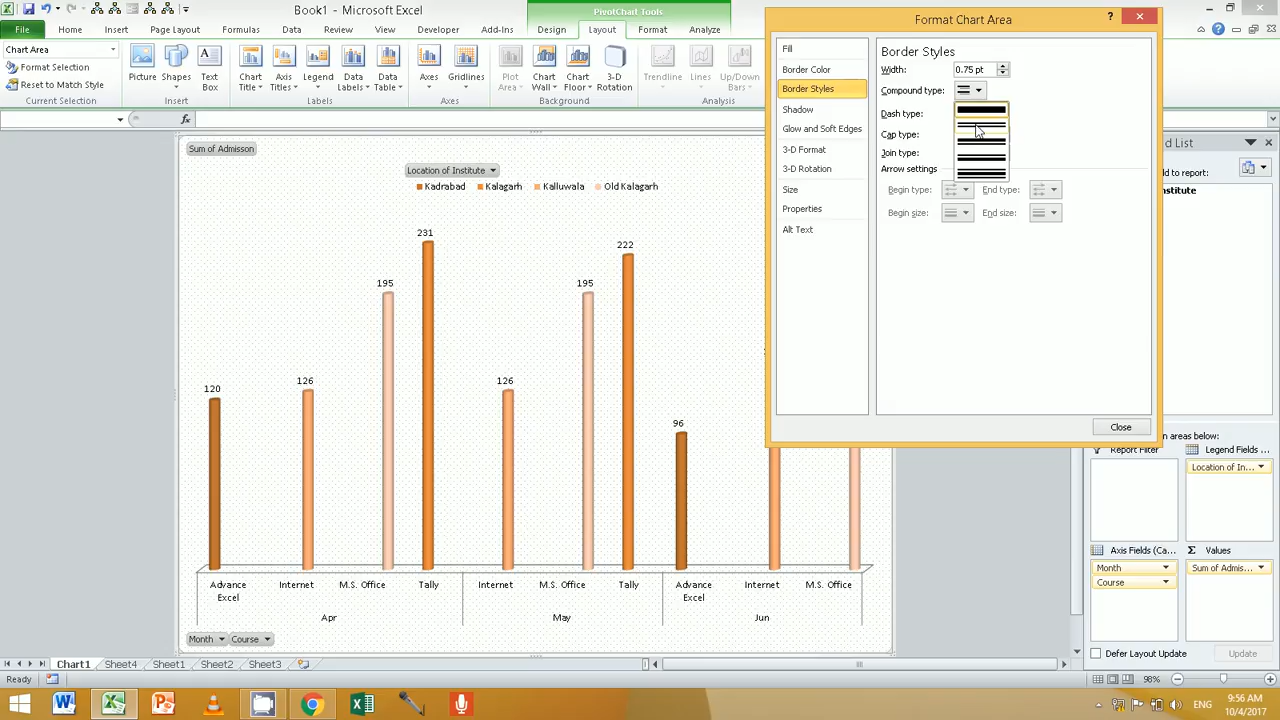 Book1 - Microsoft Excel
PivotChart Tools
File Home Insert Page Layout Formulas Data Review View Developer Add-Ins Design Layout Format Analyze
Chart Area
Format Selection
Reset to Match Style
Current Selection
Picture Shapes Text Box
Insert
Chart Title Axis Titles Legend Data Labels Data Table
Labels
Axes Gridlines
Axes
Plot Area Chart Wall Chart Floor 3-D Rotation
Background
Trendline Lines Up/Down Bars
Analysis
fx
Format Chart Area
Fill
Border Color
Border Styles
Shadow
Glow and Soft Edges
3-D Format
3-D Rotation
Size
Properties
Alt Text
Border Styles
Width: 0.75 pt
Compound type:
Dash type:
Cap type:
Join type:
Arrow settings
Begin type: End type:
Begin size: End size:
Close
Sum of Admisson
Location of Institute
Kadrabad Kalagarh Kalluwala Old Kalagarh
231
222
195
195
120
126
126
96
Advance Excel Internet M.S. Office Tally Internet M.S. Office Tally Advance Excel Internet M.S. Office
Apr May Jun
Month Course
d List
ld to report:
nstitute
n areas below:
Report Filter Legend Fields ...
Location of In...
Axis Fields (Ca... Σ Values
Month Sum of Admiss...
Course
Defer Layout Update Update
Chart1 Sheet4 Sheet1 Sheet2 Sheet3
Ready 98%
ENG 9:56 AM
10/4/2017